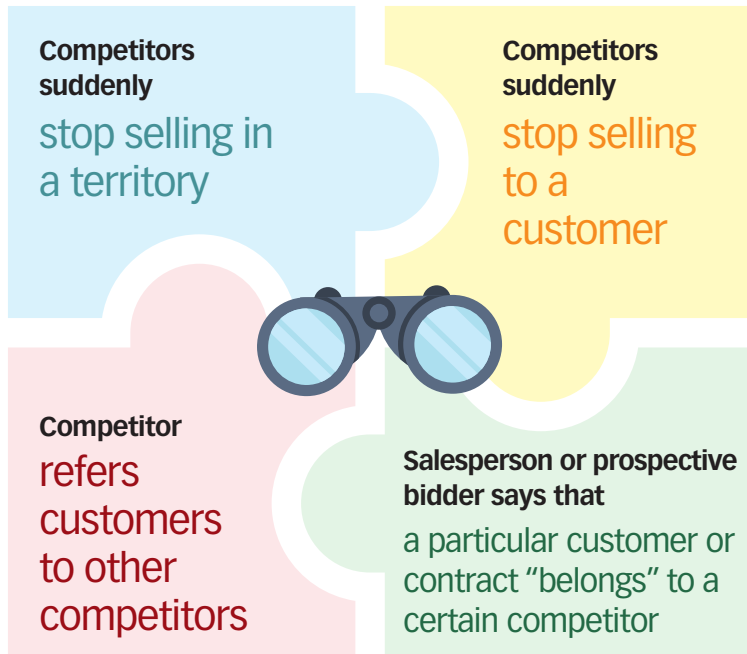 Competitors
suddenly
stop selling in
a territory
Competitors
suddenly
stop selling
to a
customer
Competitor
refers
customers
to other
competitors
Salesperson or prospective
bidder says that
a particular customer or
contract “belongs” to a
certain competitor